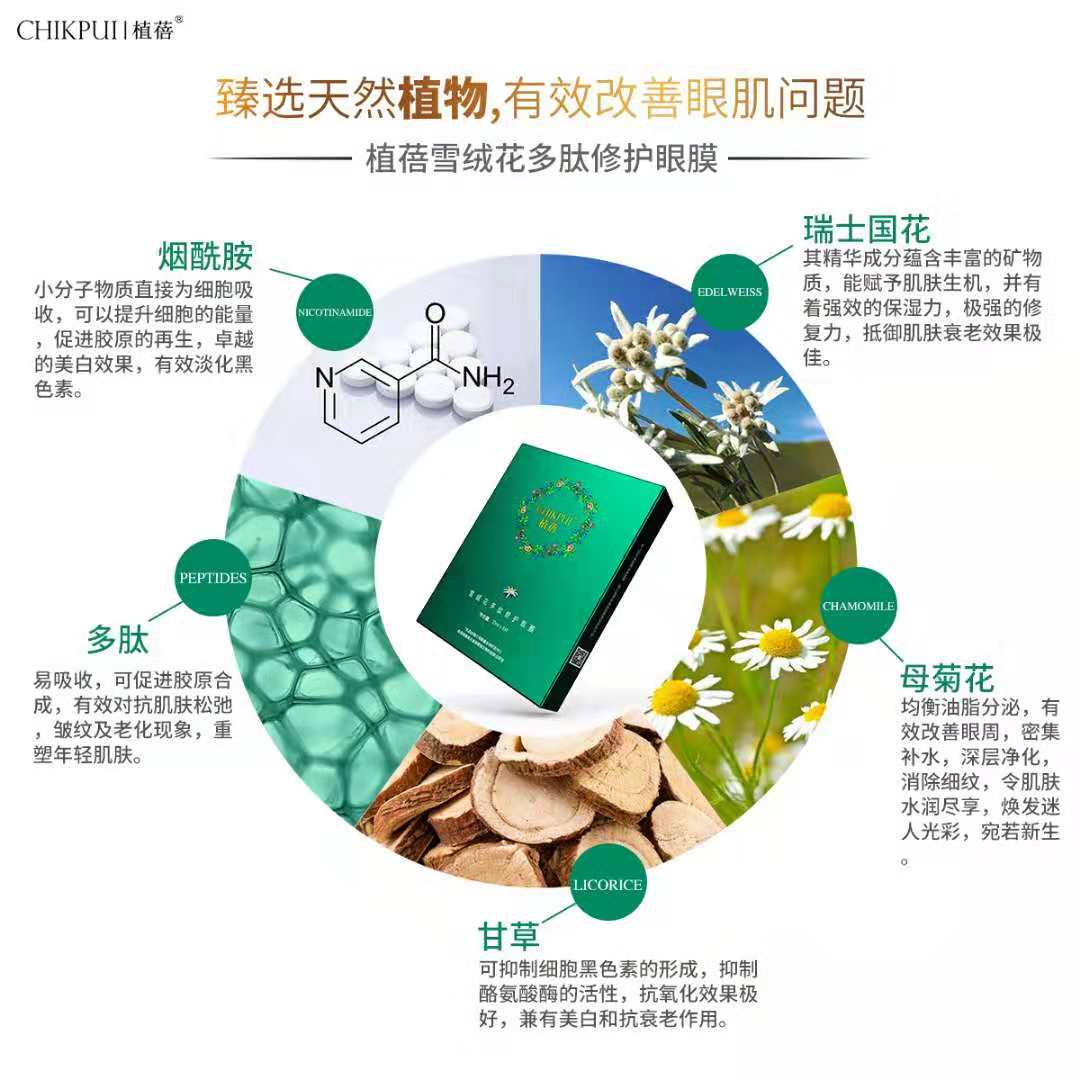 CHIKPUI|植蓓®
臻选天然植物,有效改善眼肌问题
植蓓雪绒花多肽修护眼膜
烟酰胺
小分子物质直接为细胞吸
收，可以提升细胞的能量
，促进胶原的再生，卓越
的美白效果，有效淡化黑
色素。
NICOTINAMIDE
O
N
NH2
瑞士国花
其精华成分蕴含丰富的矿物
质，能赋予肌肤生机，并有
着强效的保湿力，极强的修
复力，抵御肌肤衰老效果极
佳。
EDELWEISS
CHIKPUI
植蓓
雪绒花多肽修护眼膜
PEPTIDES
多肽
易吸收，可促进胶原合
成，有效对抗肌肤松弛
，皱纹及老化现象，重
塑年轻肌肤。
CHAMOMILE
母菊花
均衡油脂分泌，有
效改善眼周，密集
补水，深层净化，
消除细纹，令肌肤
水润尽享，焕发迷
人光彩，宛若新生
。
LICORICE
甘草
可抑制细胞黑色素的形成，抑制
酪氨酸酶的活性，抗氧化效果极
好，兼有美白和抗衰老作用。